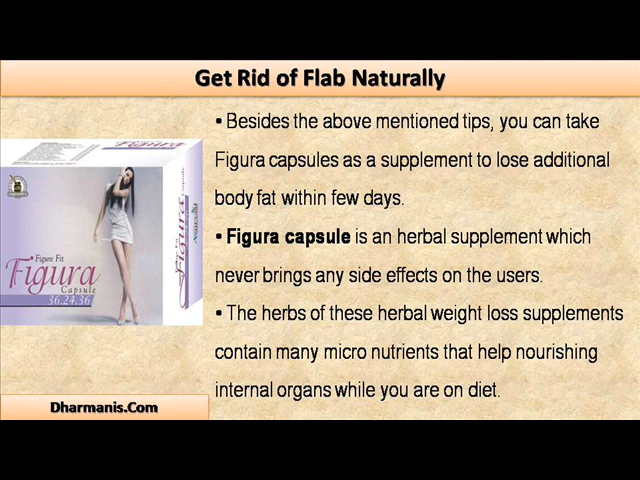 Get Rid of Flab Naturally
• Besides the above mentioned tips, you can take
Figura capsules as a supplement to lose additional
body fat within few days.
• Figura capsule is an herbal supplement which
never brings any side effects on the users.
• The herbs of these herbal weight loss supplements
contain many micro nutrients that help nourishing
internal organs while you are on diet.
Figure Fit
Figura
Capsule
36.24.36
Figura
Capsule
Dharmanis.Com